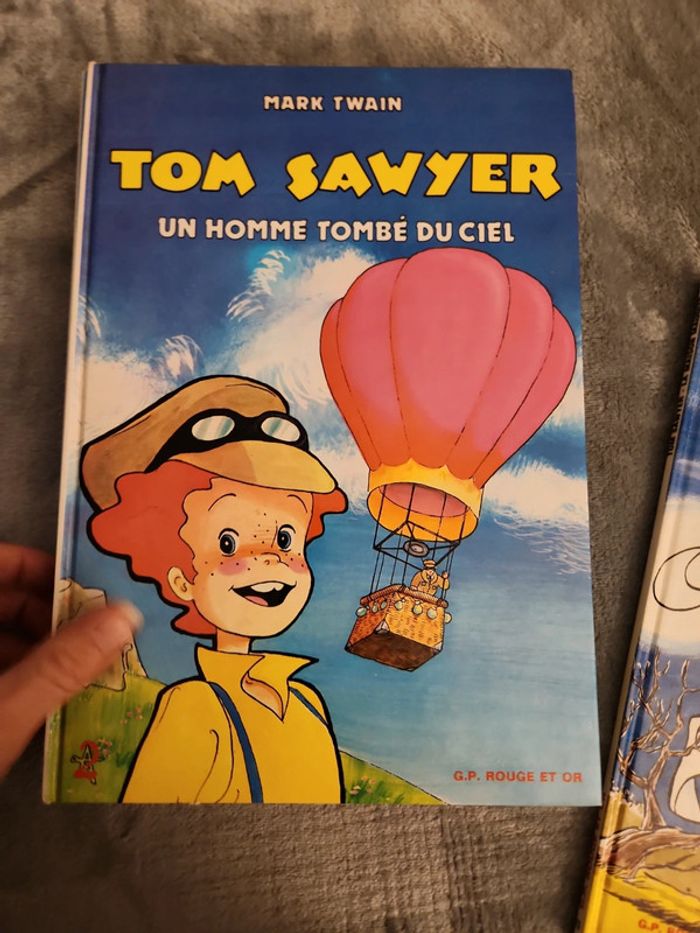 MARK TWAIN
TOM SAWYER
UN HOMME TOMBÉ DU CIEL
G.P. ROUGE ET OR
G.P.